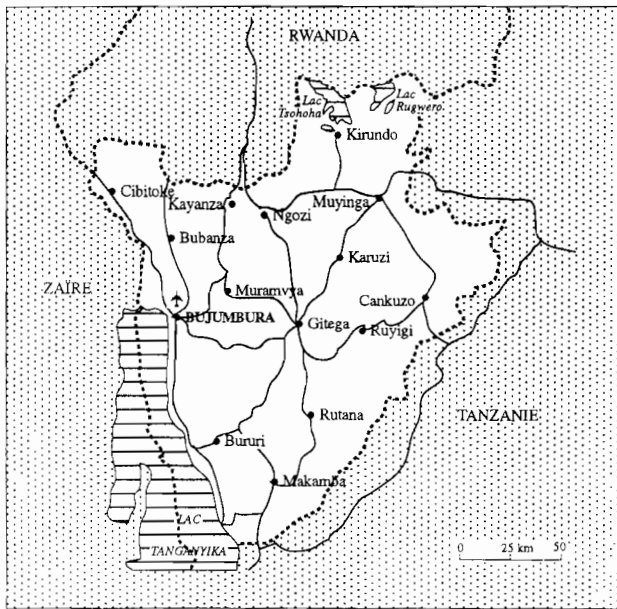 RWANDA
Lac
Tsohoha
Lac
Rugwero
Kirundo
Cibitoke
Kayanza
Ngozi
Muyinga
Bubanza
Karuzi
ZAÏRE
Muramvya
Cankuzo
BUJUMBURA
Gitega
Ruyigi
Rutana
TANZANIE
Bururi
Makamba
LAC
TANGANYIKA
0 25 km 50